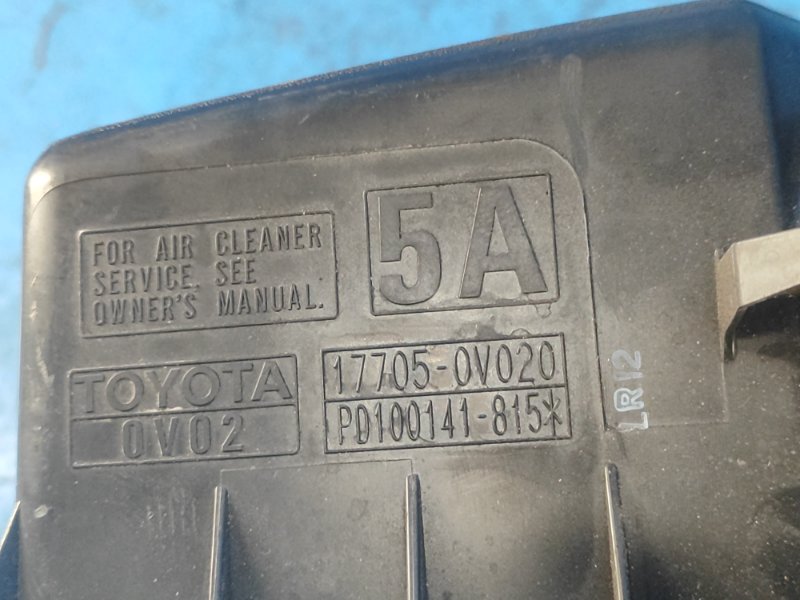 FOR AIR CLEANER
SERVICE. SEE
OWNER'S MANUAL.
5A
TOYOTA
0V02
17705-0V020
PD100141-815*
LR12